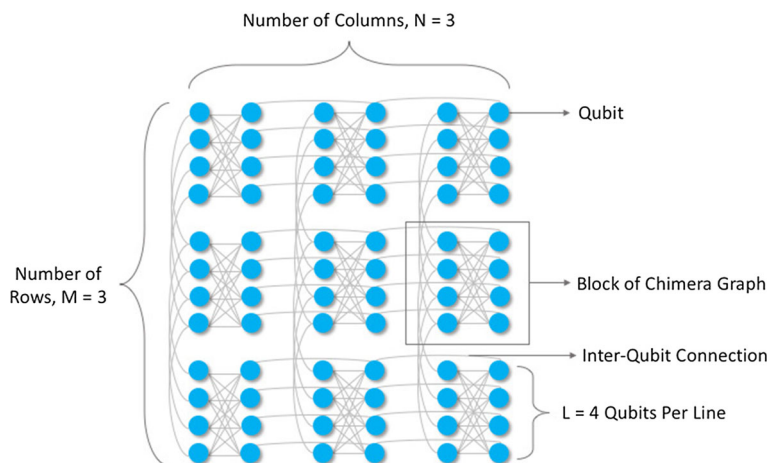 Number of Columns, N = 3
Qubit
Number of
Rows, M = 3
Block of Chimera Graph
Inter-Qubit Connection
L = 4 Qubits Per Line